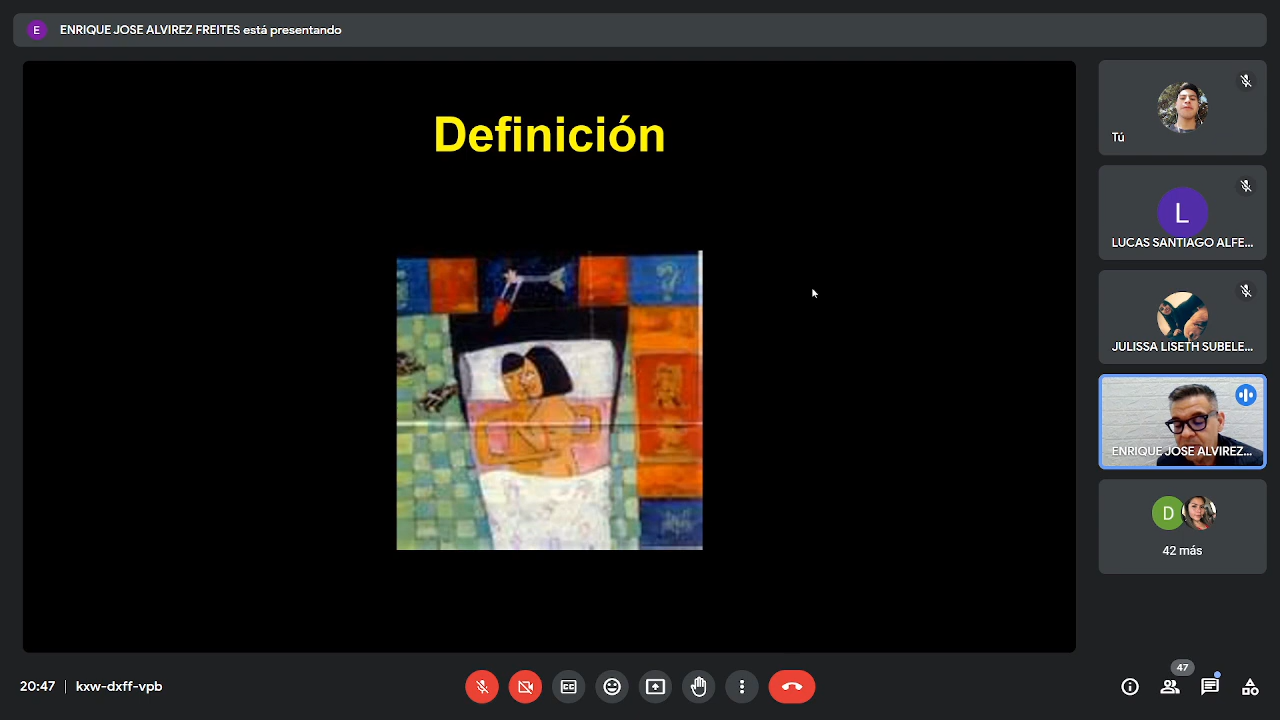 E
ENRIQUE JOSE ALVIREZ FREITES está presentando
Definición
?
Tú
L
LUCAS SANTIAGO ALFE...
JULISSA LISETH SUBELE...
ENRIQUE JOSE ALVIREZ...
D
42 más
20:47
kxw-dxff-vpb
CC
47